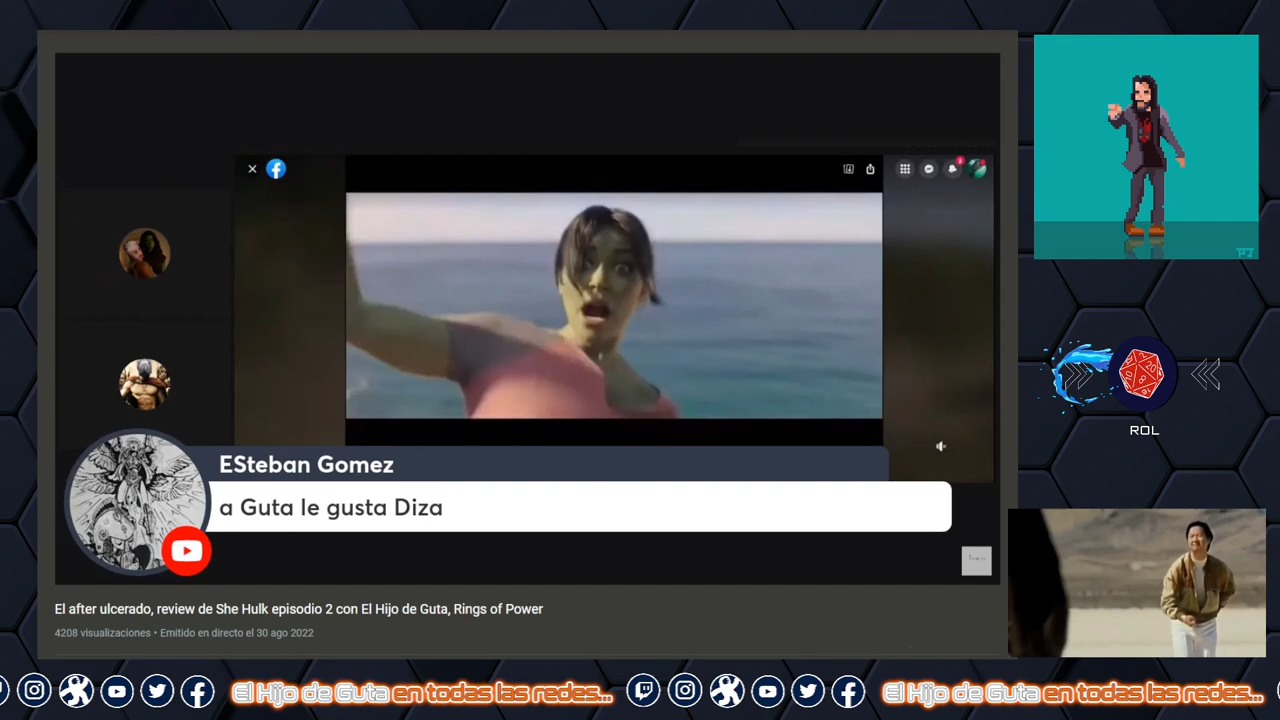 ESteban Gomez
a Guta le gusta Diza
El after ulcerado, review de She Hulk episodio 2 con El Hijo de Guta, Rings of Power
4208 visualizaciones • Emitido en directo el 30 ago 2022
ROL
El Hijo de Guta en todas las redes... El Hijo de Guta en todas las redes...